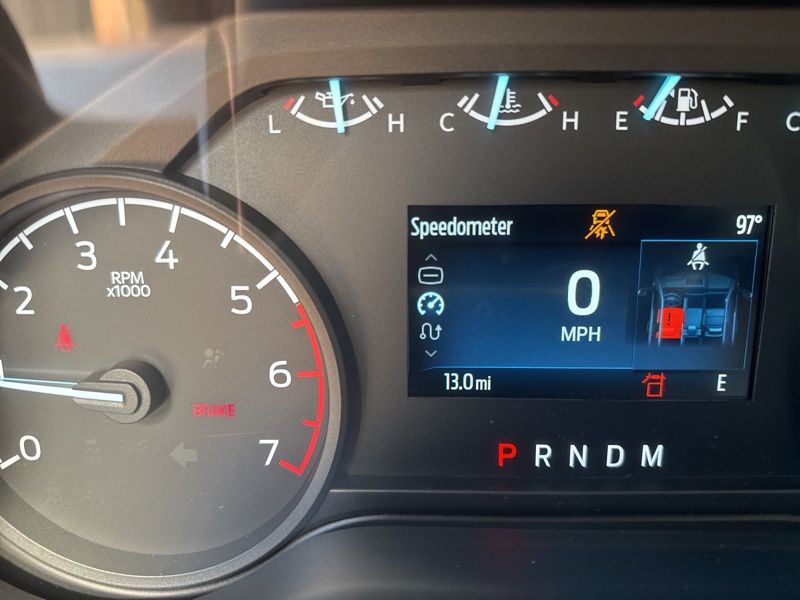 L H C H E F C
Speedometer 97°
0
MPH
13.0 mi E
P R N D M
0 2 3 4 5 6 7
RPM
x1000
BRAKE